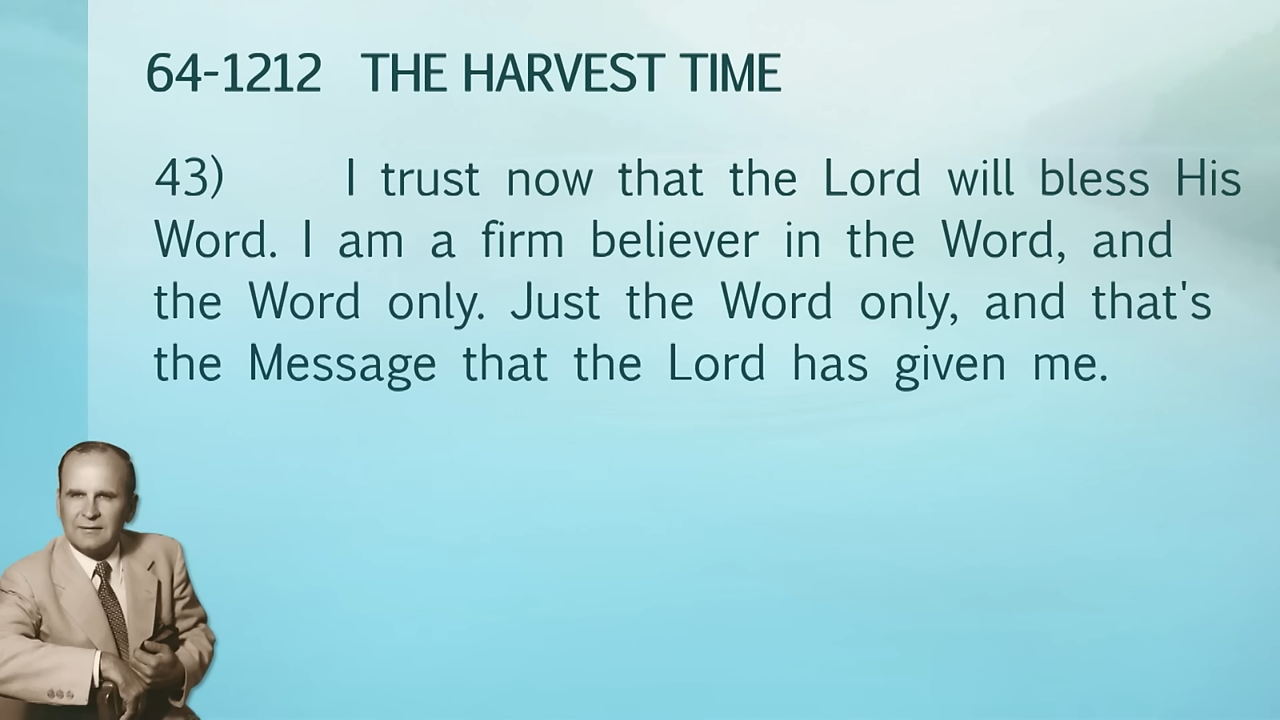 64-1212 THE HARVEST TIME
43) I trust now that the Lord will bless His
Word. I am a firm believer in the Word, and
the Word only. Just the Word only, and that's
the Message that the Lord has given me.